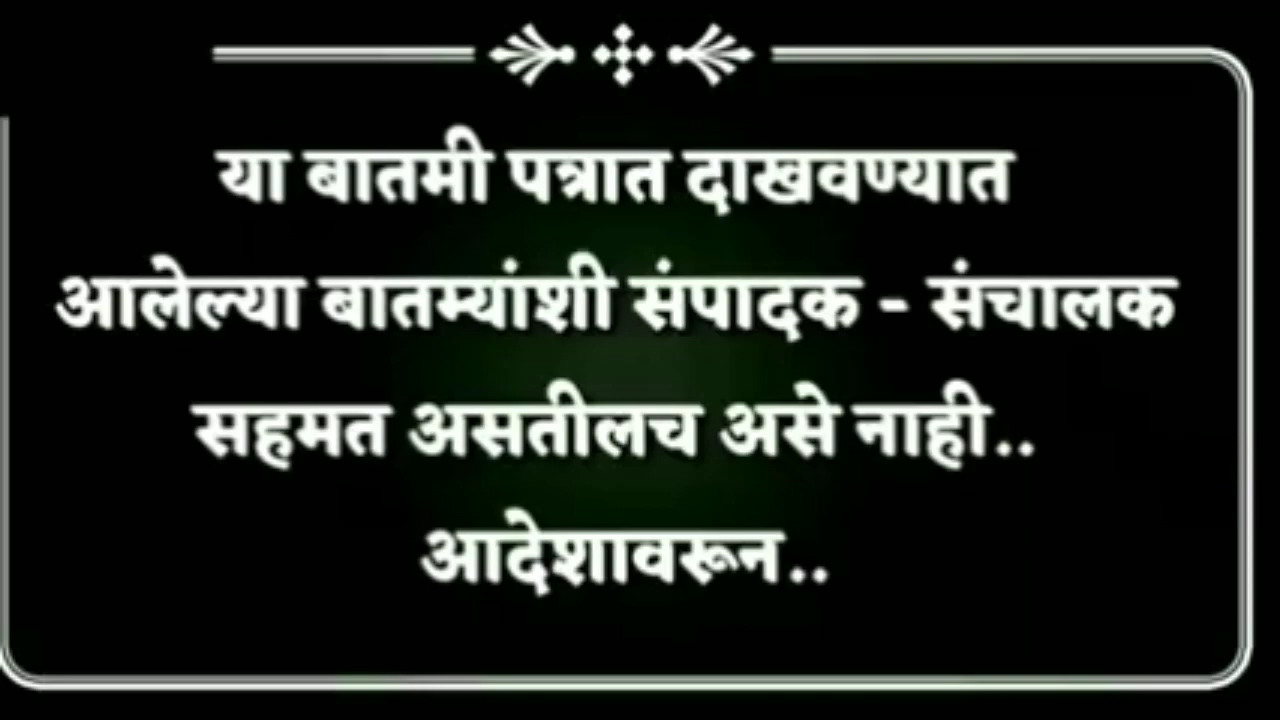 या बातमी पत्रात दाखवण्यात
आलेल्या बातम्यांशी संपादक - संचालक
सहमत असतीलच असे नाही..
आदेशावरून..